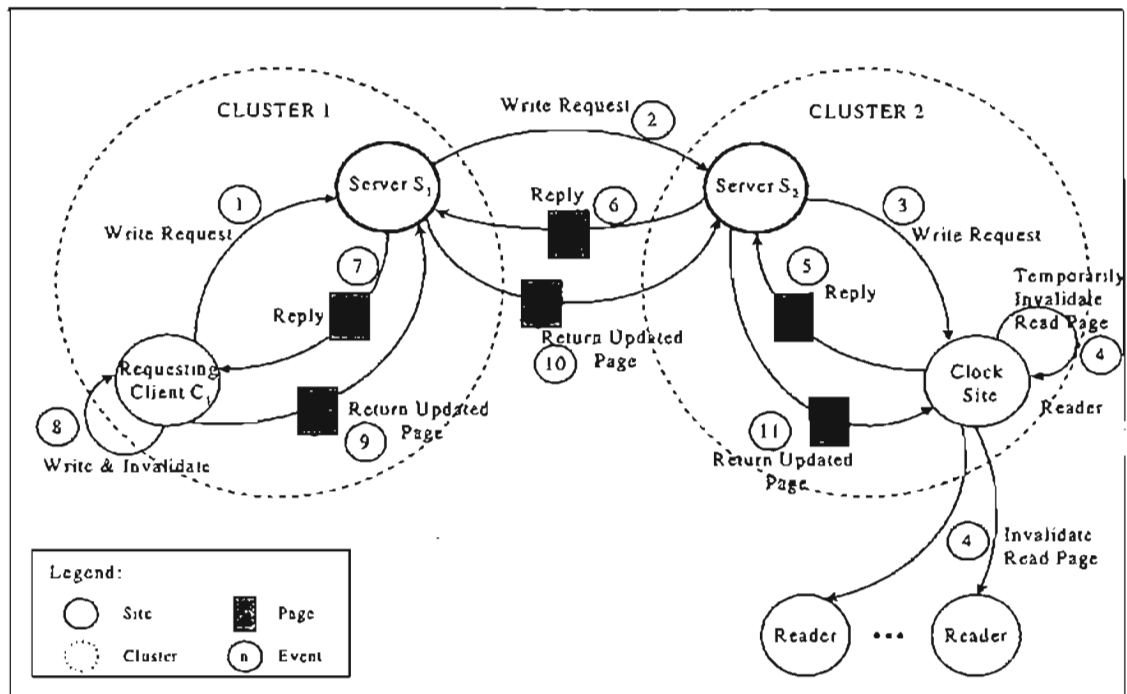 CLUSTER 1
Write Request
2
CLUSTER 2
Server S1
Server S2
1
Write Request
Reply
6
3
Write Request
7
Reply
5
Reply
Temporarily
Invalidate
Read Page
4
Return Updated
Page
10
Requesting
Client C1
Clock
Site
Reader
8
Write & Invalidate
Return Updated
Page
9
11
Return Updated
Page
4
Invalidate
Read Page
Legend:
Site
Page
Cluster
n
Event
Reader
•••
Reader